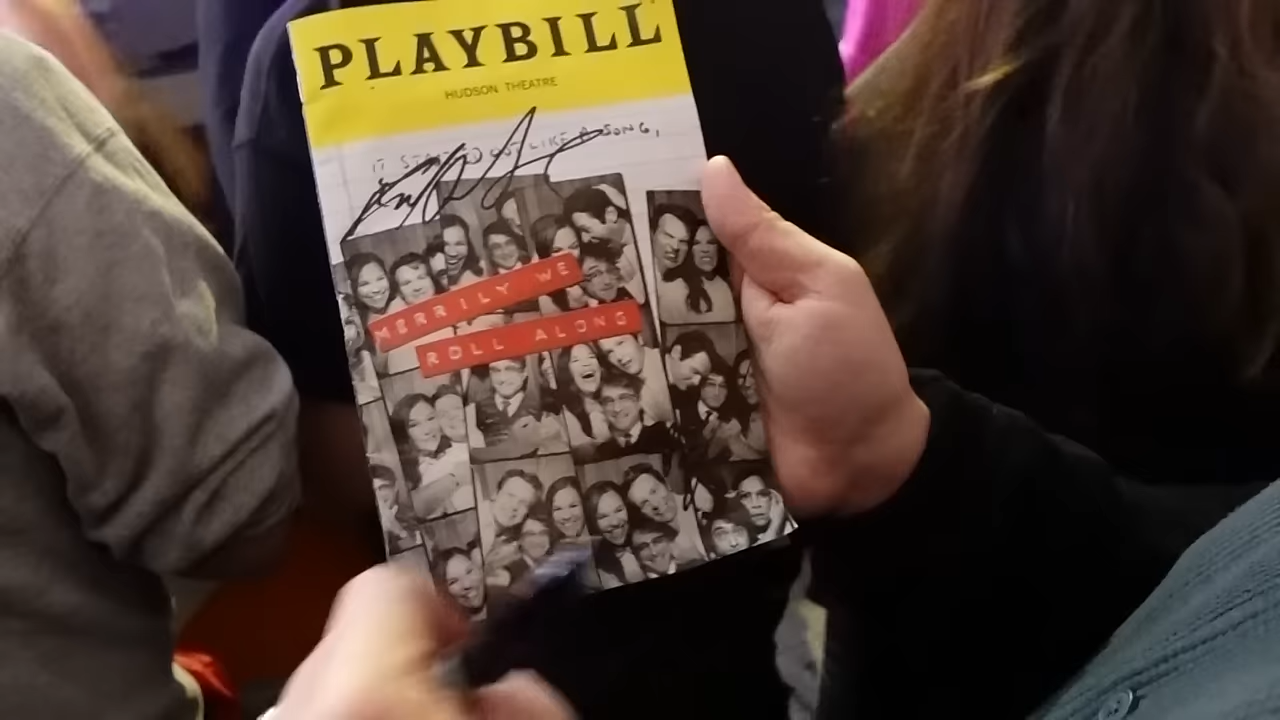 PLAYBILL
HUDSON THEATRE
IT STARTED OUT LIKE A SONG,
MERRILY WE
ROLL ALONG